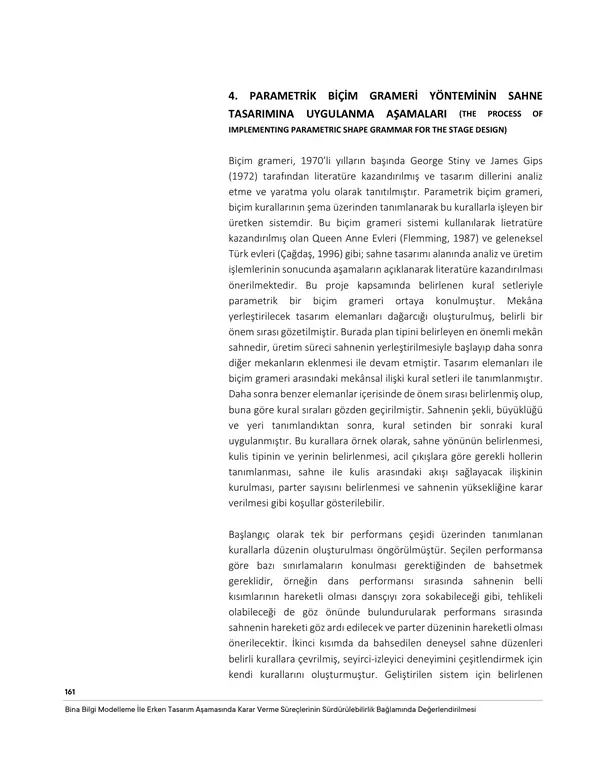 4. PARAMETRİK BİÇİM GRAMERİ YÖNTEMİNİN SAHNE
TASARIMINA UYGULANMA AŞAMALARI (THE PROCESS OF
IMPLEMENTING PARAMETRIC SHAPE GRAMMAR FOR THE STAGE DESIGN)
Biçim grameri, 1970’li yılların başında George Stiny ve James Gips
(1972) tarafından literatüre kazandırılmış ve tasarım dillerini analiz
etme ve yaratma yolu olarak tanıtılmıştır. Parametrik biçim grameri,
biçim kurallarının şema üzerinden tanımlanarak bu kurallarla işleyen bir
üretken sistemdir. Bu biçim grameri sistemi kullanılarak lietratüre
kazandırılmış olan Queen Anne Evleri (Flemming, 1987) ve geleneksel
Türk evleri (Çağdaş, 1996) gibi; sahne tasarımı alanında analiz ve üretim
işlemlerinin sonucunda aşamaların açıklanarak literatüre kazandırılması
önerilmektedir. Bu proje kapsamında belirlenen kural setleriyle
parametrik bir biçim grameri ortaya konulmuştur. Mekâna
yerleştirilecek tasarım elemanları dağarcığı oluşturulmuş, belirli bir
önem sırası gözetilmiştir. Burada plan tipini belirleyen en önemli mekân
sahnedir, üretim süreci sahnenin yerleştirilmesiyle başlayıp daha sonra
diğer mekanların eklenmesi ile devam etmiştir. Tasarım elemanları ile
biçim grameri arasındaki mekânsal ilişki kural setleri ile tanımlanmıştır.
Daha sonra benzer elemanlar içerisinde de önem sırası belirlenmiş olup,
buna göre kural sıraları gözden geçirilmiştir. Sahnenin şekli, büyüklüğü
ve yeri tanımlandıktan sonra, kural setinden bir sonraki kural
uygulanmıştır. Bu kurallara örnek olarak, sahne yönünün belirlenmesi,
kulis tipinin ve yerinin belirlenmesi, acil çıkışlara göre gerekli hollerin
tanımlanması, sahne ile kulis arasındaki akışı sağlayacak ilişkinin
kurulması, parter sayısını belirlenmesi ve sahnenin yüksekliğine karar
verilmesi gibi koşullar gösterilebilir.
Başlangıç olarak tek bir performans çeşidi üzerinden tanımlanan
kurallarla düzenin oluşturulması öngörülmüştür. Seçilen performansa
göre bazı sınırlamaların konulması gerektiğinden de bahsetmek
gereklidir, örneğin dans performansı sırasında sahnenin belli
kısımlarının hareketli olması dansçıyı zora sokabileceği gibi, tehlikeli
olabileceği de göz önünde bulundurularak performans sırasında
sahnenin hareketi göz ardı edilecek ve parter düzeninin hareketli olması
önerilecektir. İkinci kısımda da bahsedilen deneysel sahne düzenleri
belirli kurallara çevrilmiş, seyirci-izleyici deneyimini çeşitlendirmek için
kendi kurallarını oluşturmuştur. Geliştirilen sistem için belirlenen
161
Bina Bilgi Modelleme İle Erken Tasarım Aşamasında Karar Verme Süreçlerinin Sürdürülebilirlik Bağlamında Değerlendirilmesi